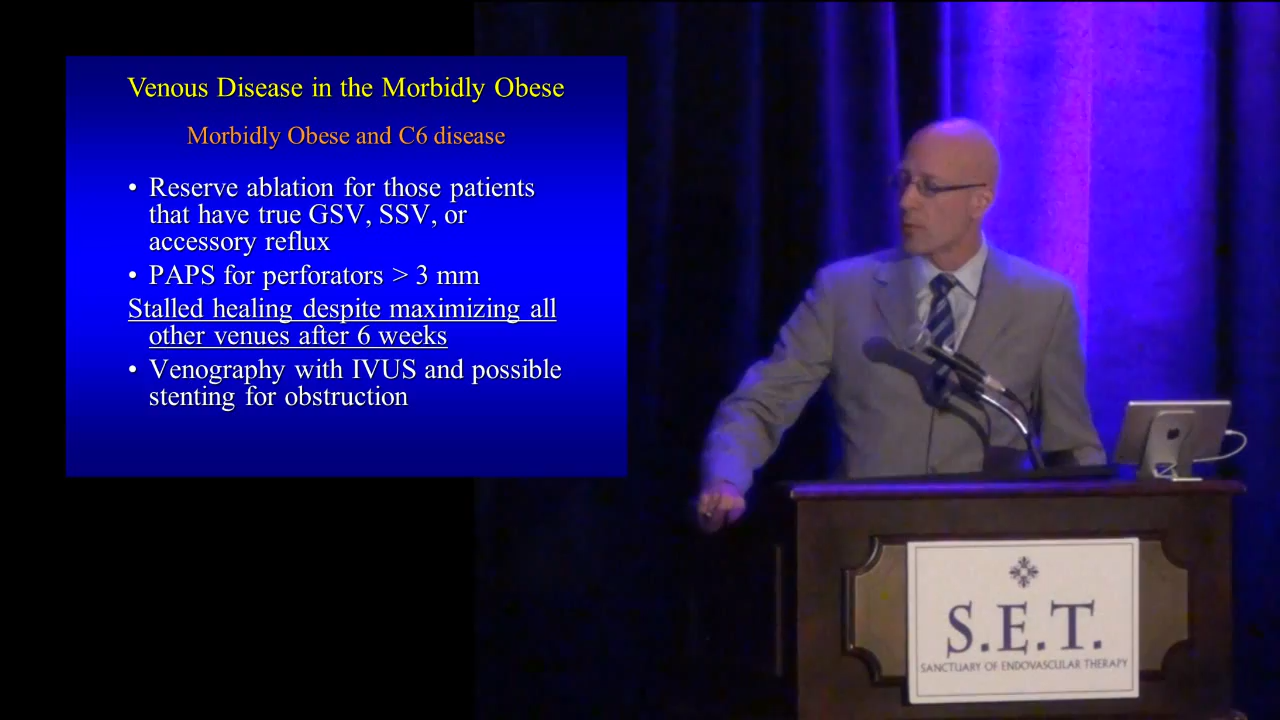 Venous Disease in the Morbidly Obese
Morbidly Obese and C6 disease
• Reserve ablation for those patients
that have true GSV, SSV, or
accessory reflux
• PAPS for perforators > 3 mm
Stalled healing despite maximizing all
other venues after 6 weeks
• Venography with IVUS and possible
stenting for obstruction
S.E.T.
SANCTUARY OF ENDOVASCULAR THERAPY